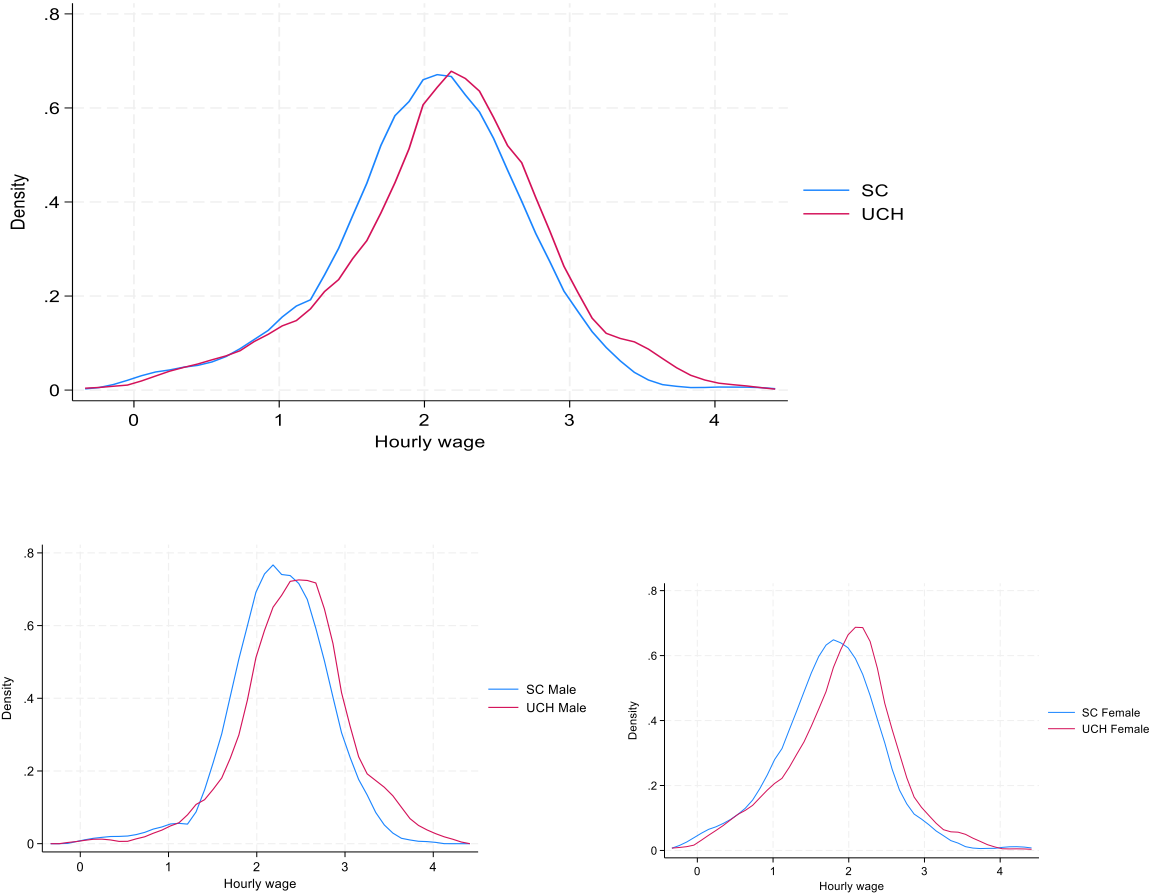 .8
.6
.4
.2
0
Density
0 1 2 3 4
Hourly wage
SC
UCH
.8
.6
.4
.2
0
Density
0 1 2 3 4
Hourly wage
SC Male
UCH Male
.8
.6
.4
.2
0
Density
0 1 2 3 4
Hourly wage
SC Female
UCH Female